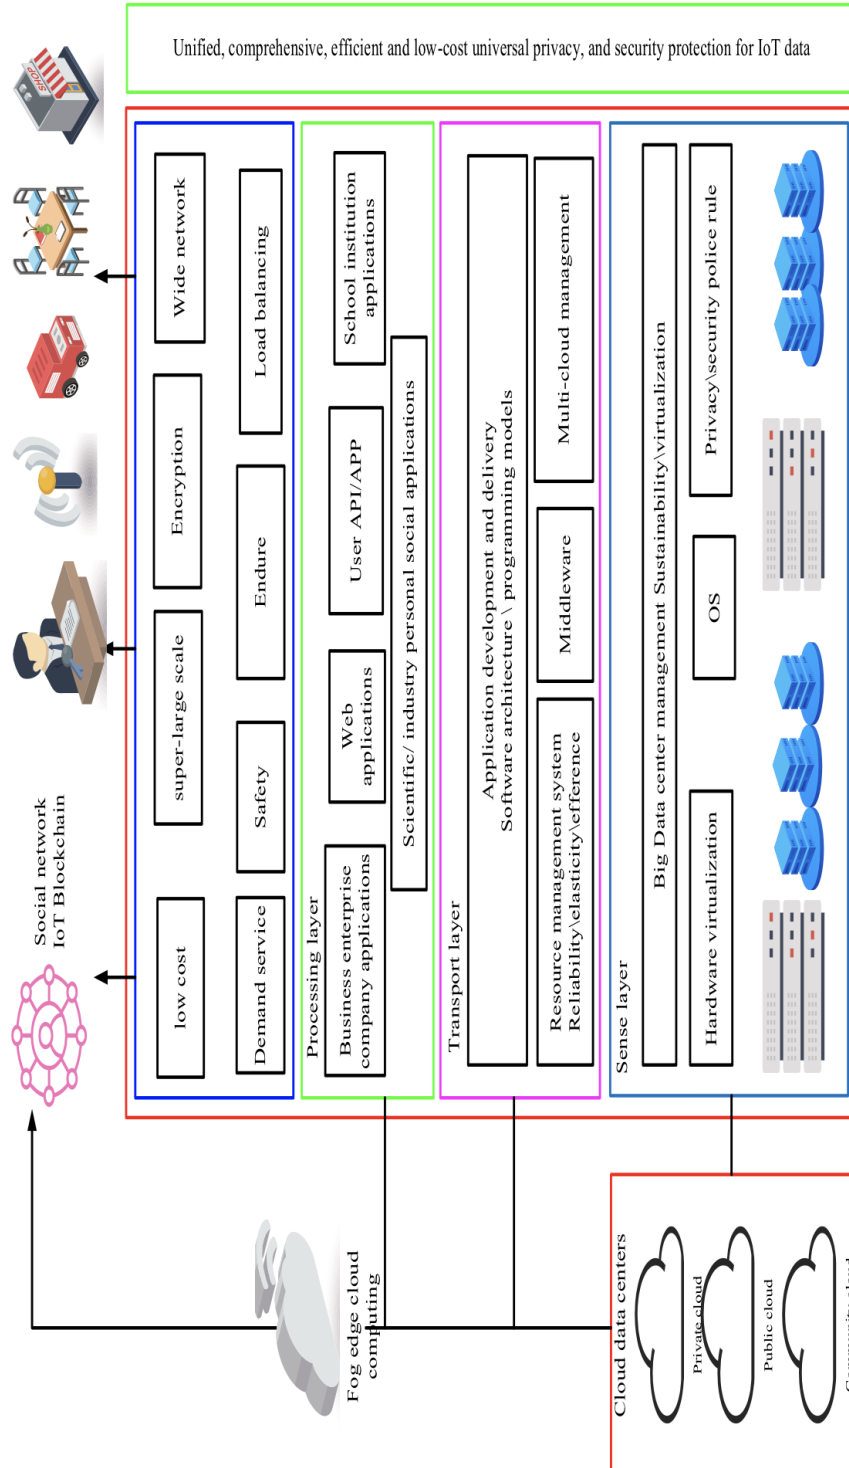 Unified, comprehensive, efficient and low-cost universal privacy, and security protection for IoT data
SHOP
Social network
IoT Blockchain
low cost
super-large scale
Encryption
Wide network
Demand service
Safety
Endure
Load balancing
Processing layer
Business enterprise
company applications
Web
applications
User API/APP
School institution
applications
Scientific/ industry personal social applications
Transport layer
Application development and delivery
Software architecture \ programming models
Resource management system
Reliability\elasticity\efference
Middleware
Multi-cloud management
Sense layer
Big Data center management Sustainability\virtualization
Hardware virtualization
OS
Privacy\security police rule
Fog edge cloud
computing
Cloud data centers
Private cloud
Public cloud